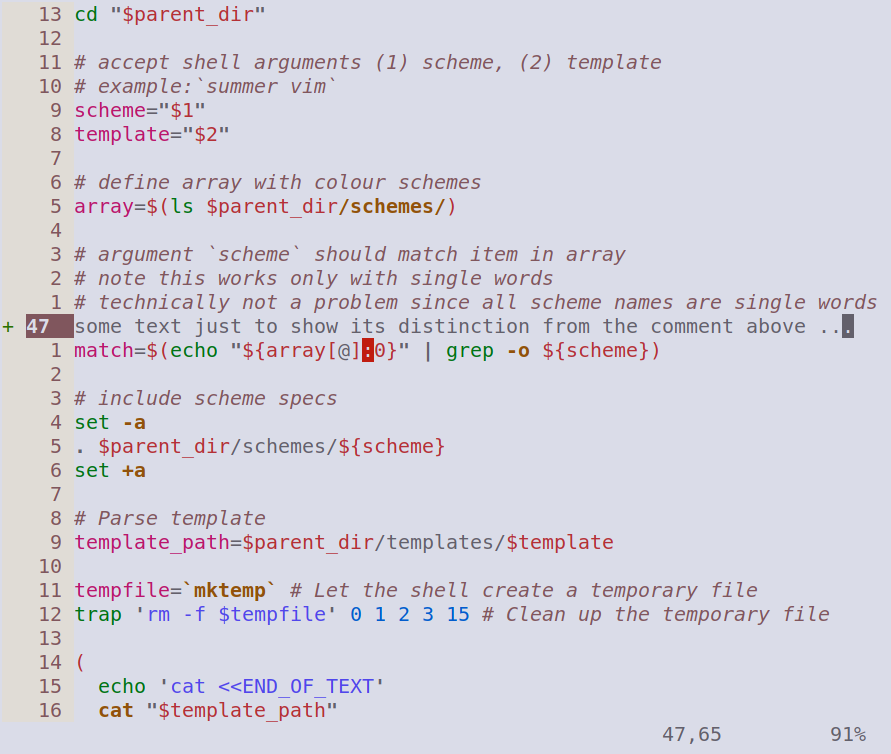 13 cd "$parent_dir"
12
11 # accept shell arguments (1) scheme, (2) template
10 # example:`summer vim`
9 scheme="$1"
8 template="$2"
7
6 # define array with colour schemes
5 array=$(ls $parent_dir/schemes/)
4
3 # argument `scheme` should match item in array
2 # note this works only with single words
1 # technically not a problem since all scheme names are single words
+ 47 some text just to show its distinction from the comment above ...
1 match=$(echo "${array[@]:0}" | grep -o ${scheme})
2
3 # include scheme specs
4 set -a
5 . $parent_dir/schemes/${scheme}
6 set +a
7
8 # Parse template
9 template_path=$parent_dir/templates/$template
10
11 tempfile=`mktemp` # Let the shell create a temporary file
12 trap 'rm -f $tempfile' 0 1 2 3 15 # Clean up the temporary file
13
14 (
15   echo 'cat <<END_OF_TEXT'
16   cat "$template_path"
47,65 91%